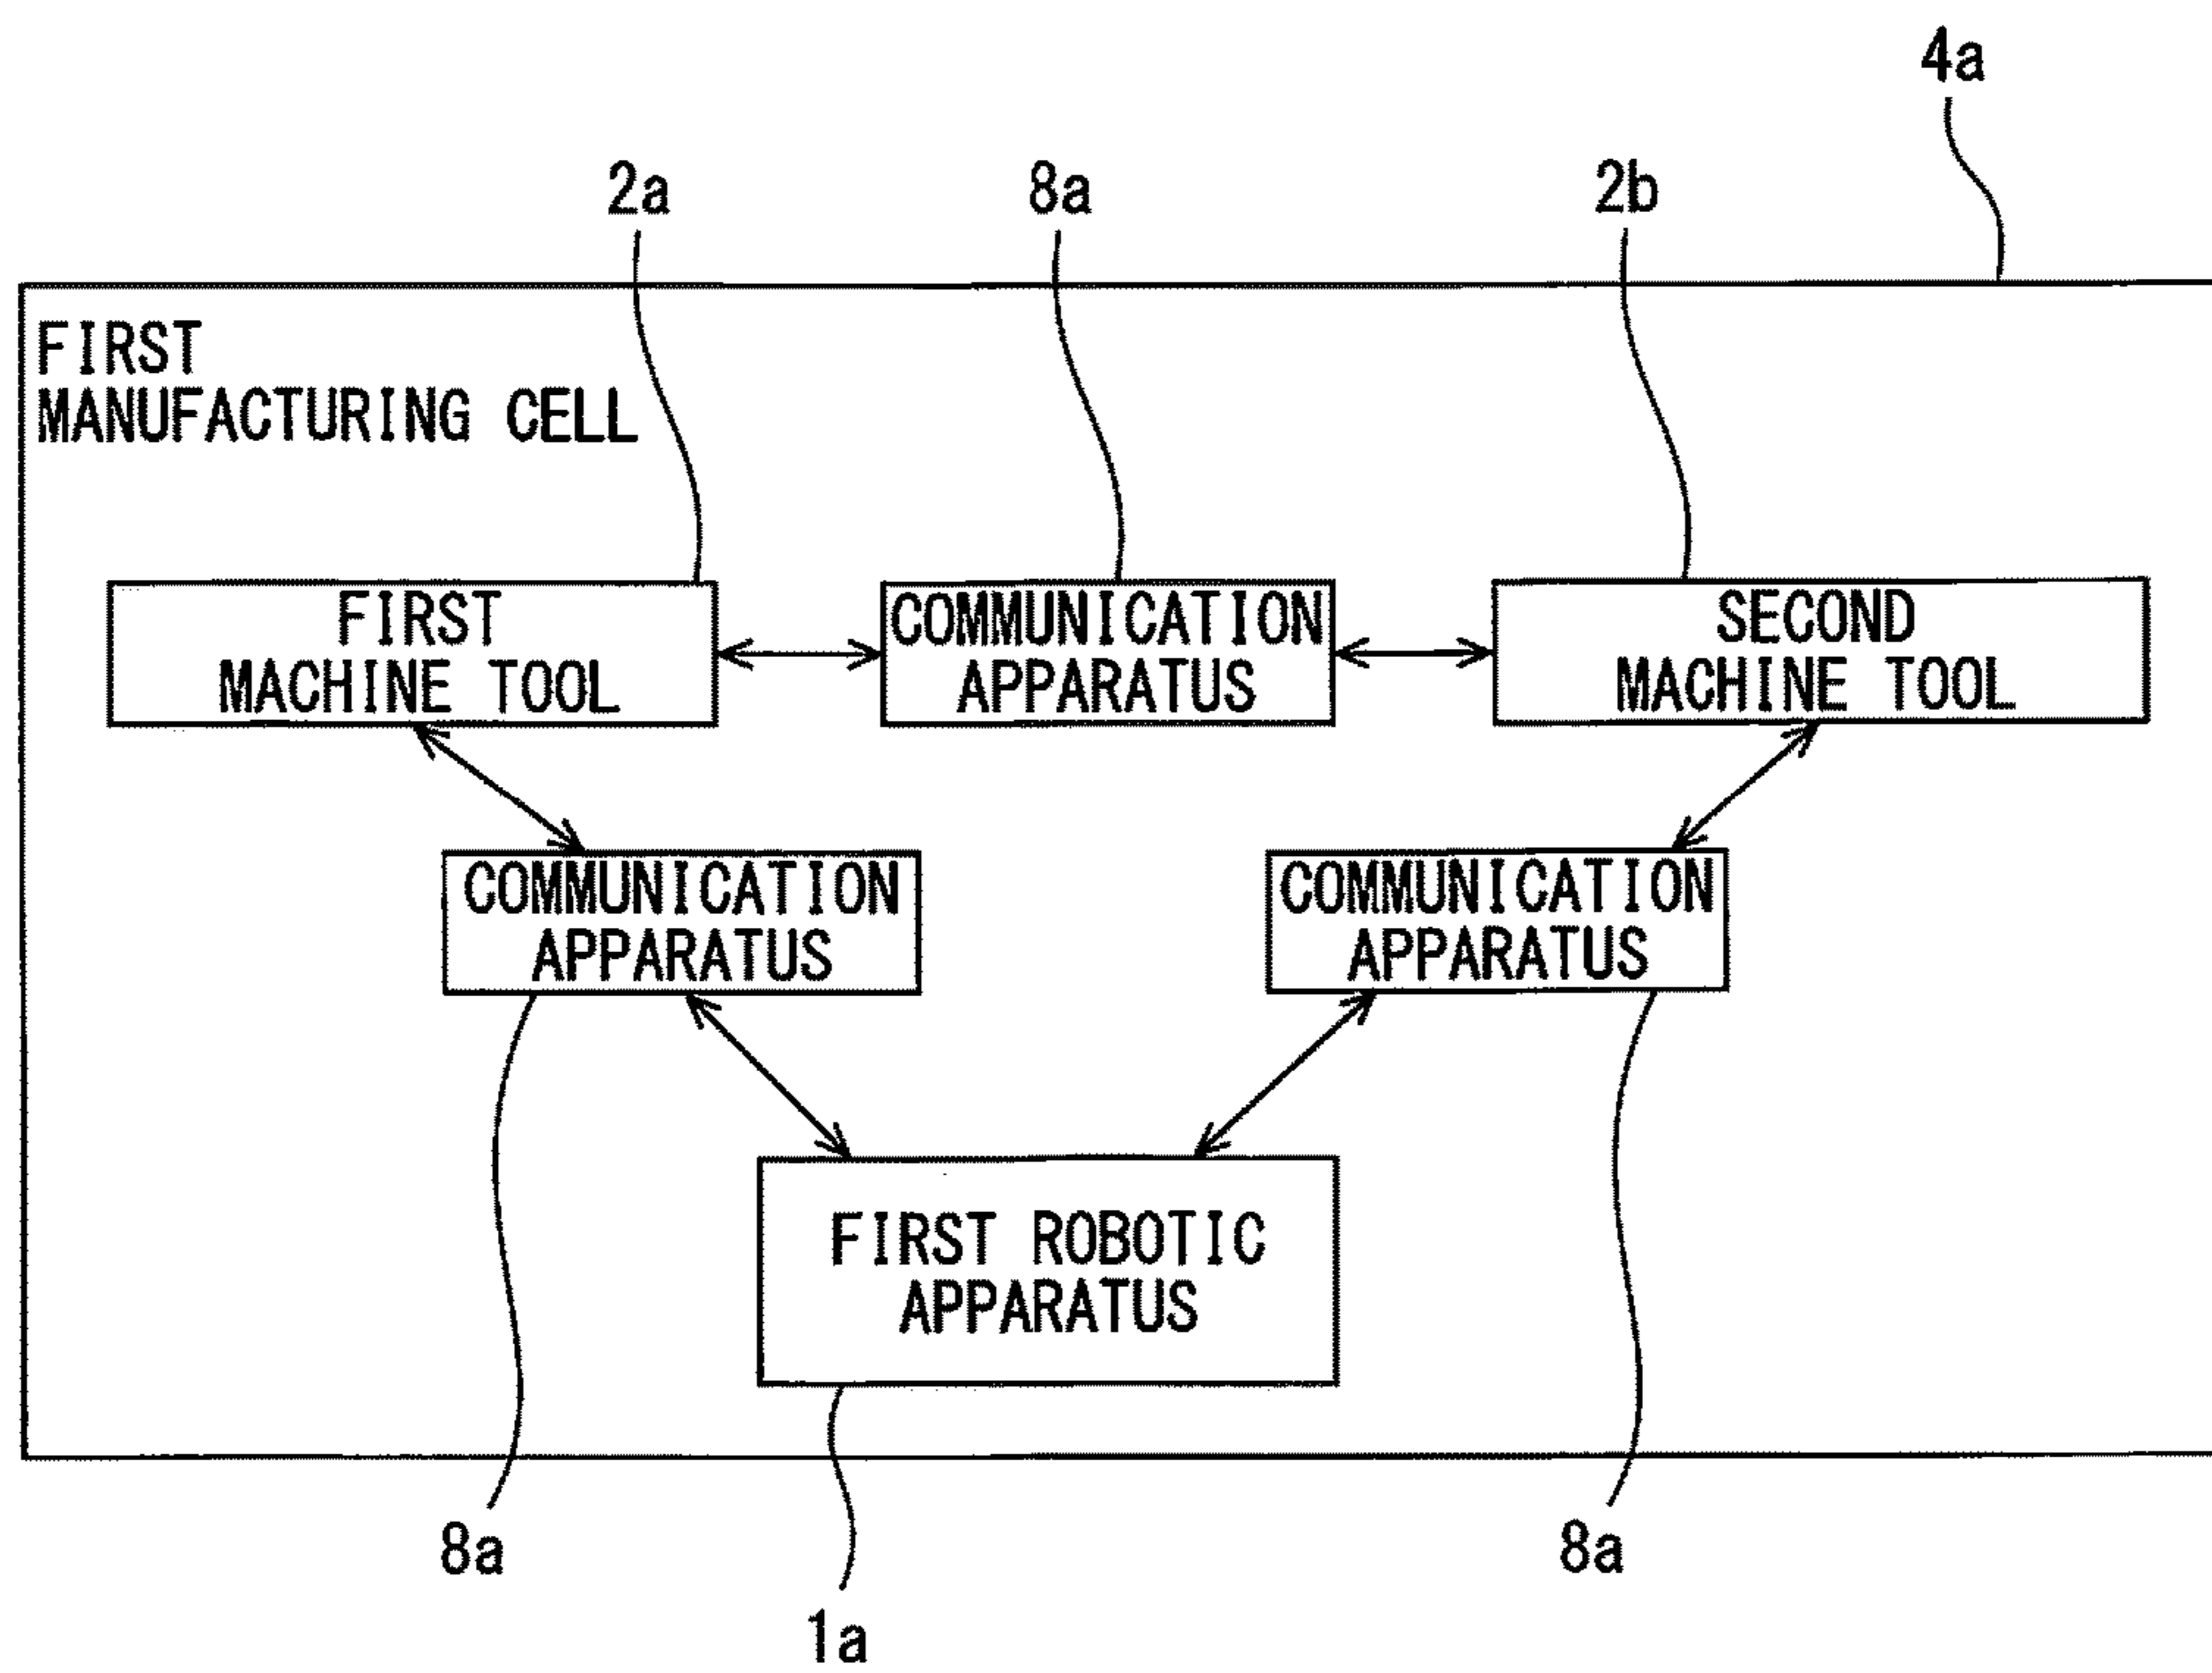 4a
2a 8a 2b
FIRST
MANUFACTURING CELL
FIRST
MACHINE TOOL
COMMUNICATION
APPARATUS
SECOND
MACHINE TOOL
COMMUNICATION
APPARATUS
COMMUNICATION
APPARATUS
FIRST ROBOTIC
APPARATUS
8a 8a
1a